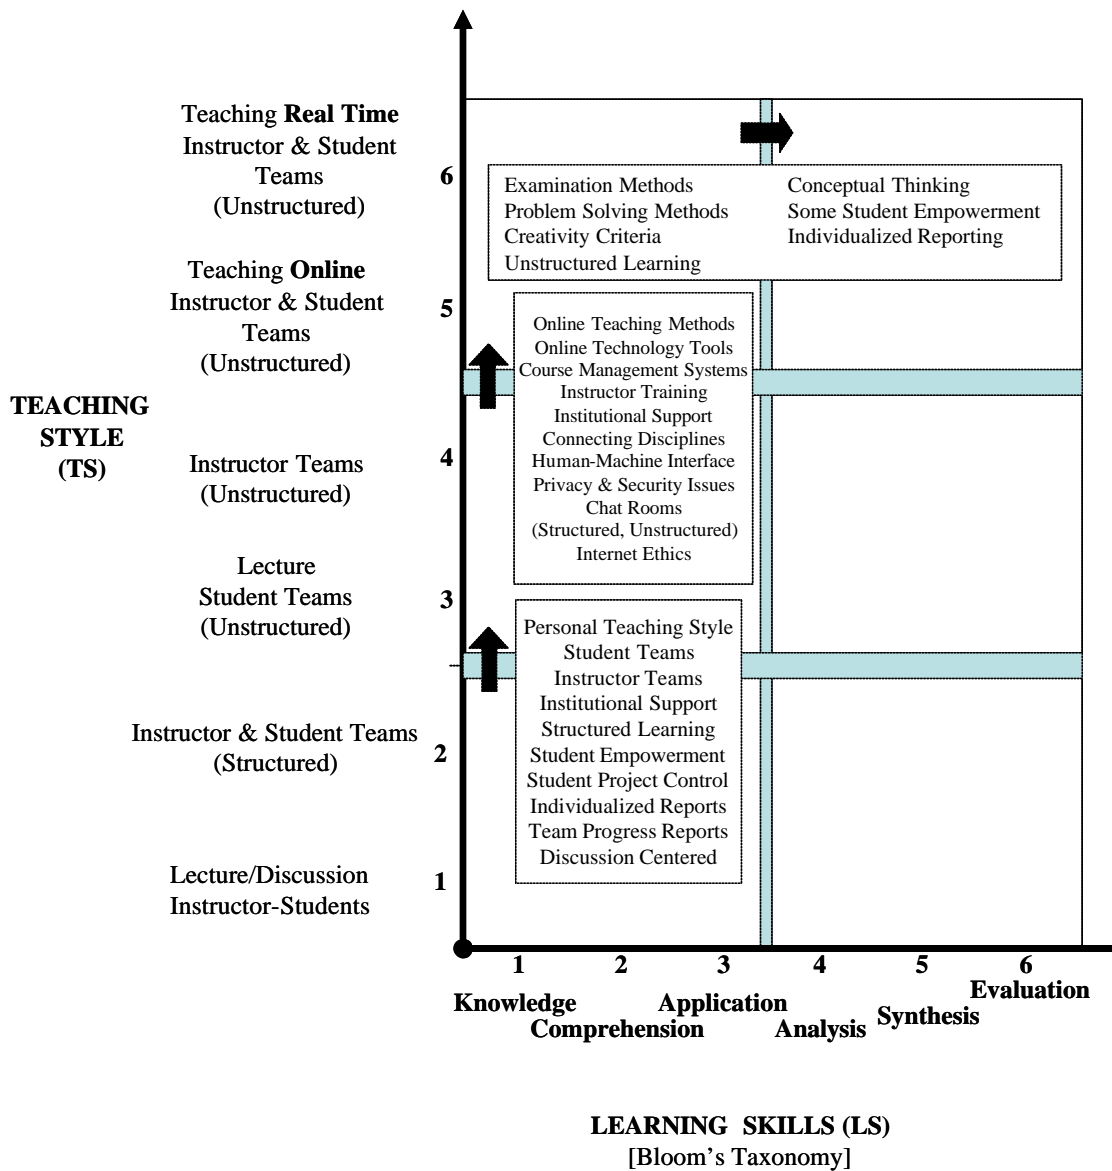 Teaching Real Time
Instructor & Student
Teams
(Unstructured)
6
Examination Methods
Problem Solving Methods
Creativity Criteria
Unstructured Learning
Conceptual Thinking
Some Student Empowerment
Individualized Reporting
Teaching Online
Instructor & Student
Teams
(Unstructured)
5
Online Teaching Methods
Online Technology Tools
Course Management Systems
Instructor Training
Institutional Support
Connecting Disciplines
Human-Machine Interface
Privacy & Security Issues
Chat Rooms
(Structured, Unstructured)
Internet Ethics
TEACHING
STYLE
(TS)
Instructor Teams
(Unstructured)
4
Lecture
Student Teams
(Unstructured)
3
Personal Teaching Style
Student Teams
Instructor Teams
Institutional Support
Structured Learning
Student Empowerment
Student Project Control
Individualized Reports
Team Progress Reports
Discussion Centered
Instructor & Student Teams
(Structured)
2
Lecture/Discussion
Instructor-Students
1
1 2 3 4 5 6
Knowledge
Comprehension
Application
Analysis
Synthesis
Evaluation
LEARNING SKILLS (LS)
[Bloom's Taxonomy]